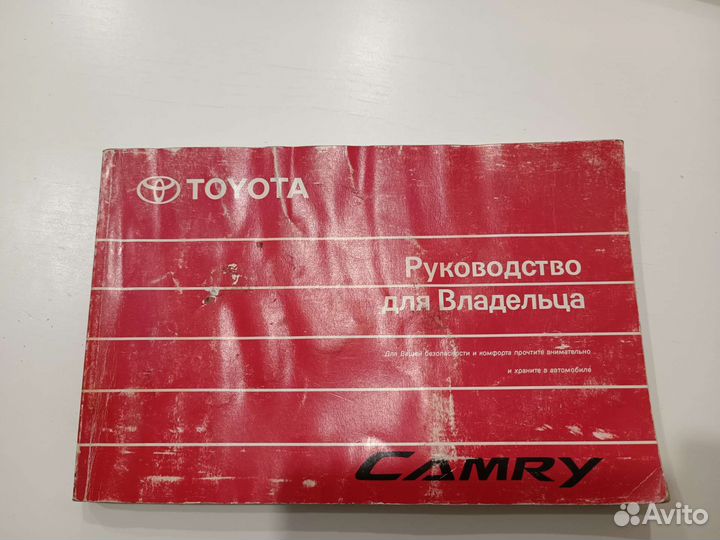 TOYOTA
Руководство
для Владельца
Для Вашей безопасности и комфорта прочтите внимательно
и храните в автомобиле
CAMRY
Avito